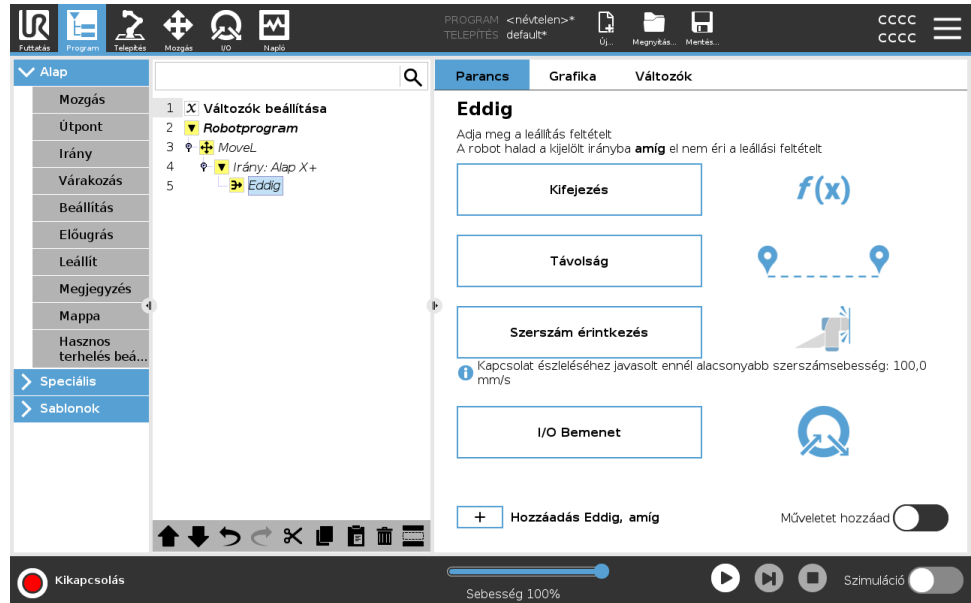 PROGRAM <névtelen>*
TELEPÍTÉS default*
cccc
cccc
Futtatás Program Telepítés Mozgás I/O Napló
Új... Megnyitás... Mentés...
Alap
Mozgás
Útpont
Irány
Várakozás
Beállítás
Előugrás
Leállít
Megjegyzés
Mappa
Hasznos
terhelés beá...
Speciális
Sablonok
1 x Változók beállítása
2 Robotprogram
3 MoveL
4 Irány: Alap X+
5 Eddig
Parancs Grafika Változók
Eddig
Adja meg a leállítás feltételt
A robot halad a kijelölt irányba amíg el nem éri a leállási feltételt
Kifejezés f(x)
Távolság
Szerszám érintkezés
Kapcsolat észleléséhez javasolt ennél alacsonyabb szerszámsebesség: 100,0
mm/s
I/O Bemenet
+ Hozzáadás Eddig, amíg Műveletet hozzáad
Kikapcsolás
Sebesség 100%
Szimuláció